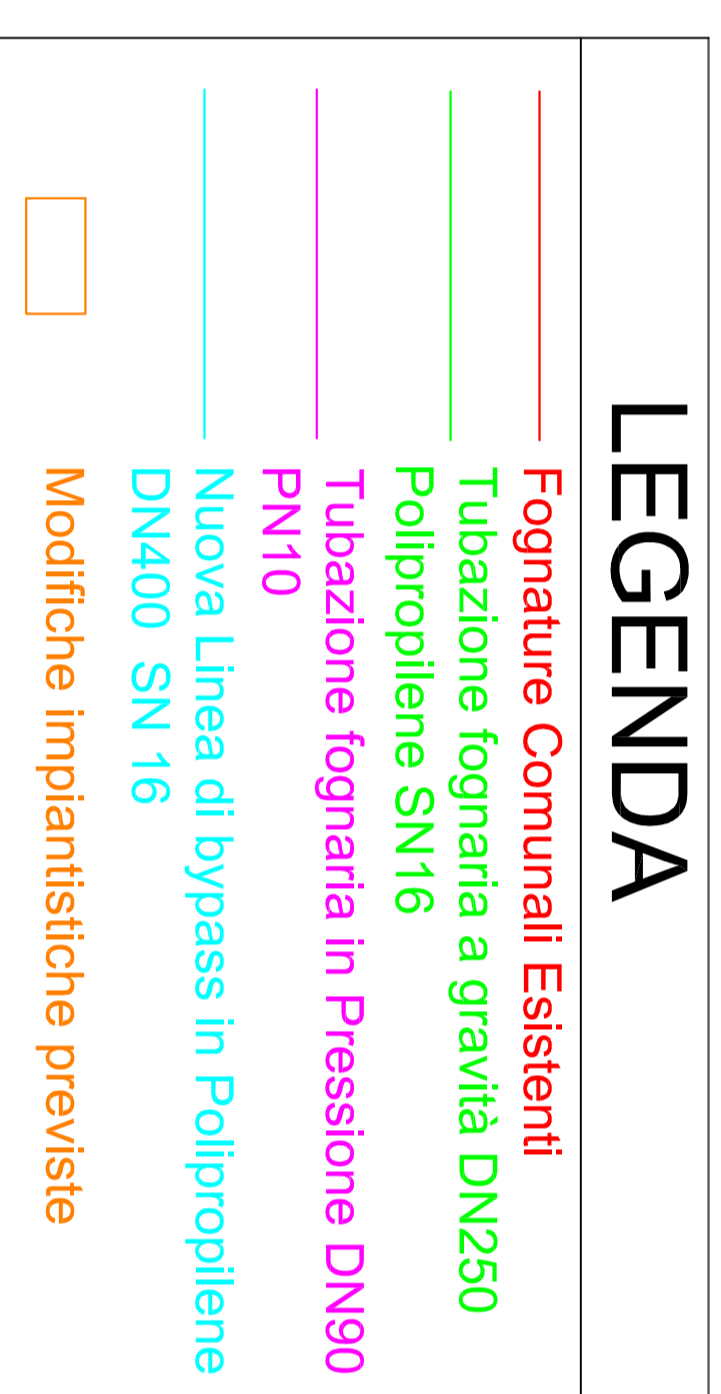 LEGENDA
Fognature Comunali Esistenti
Tubazione fognaria a gravità DN250
Polipropilene SN16
Tubazione fognaria in Pressione DN90
PN10
Nuova Linea di bypass in Polipropilene
DN400 SN 16
Modifiche impiantistiche previste